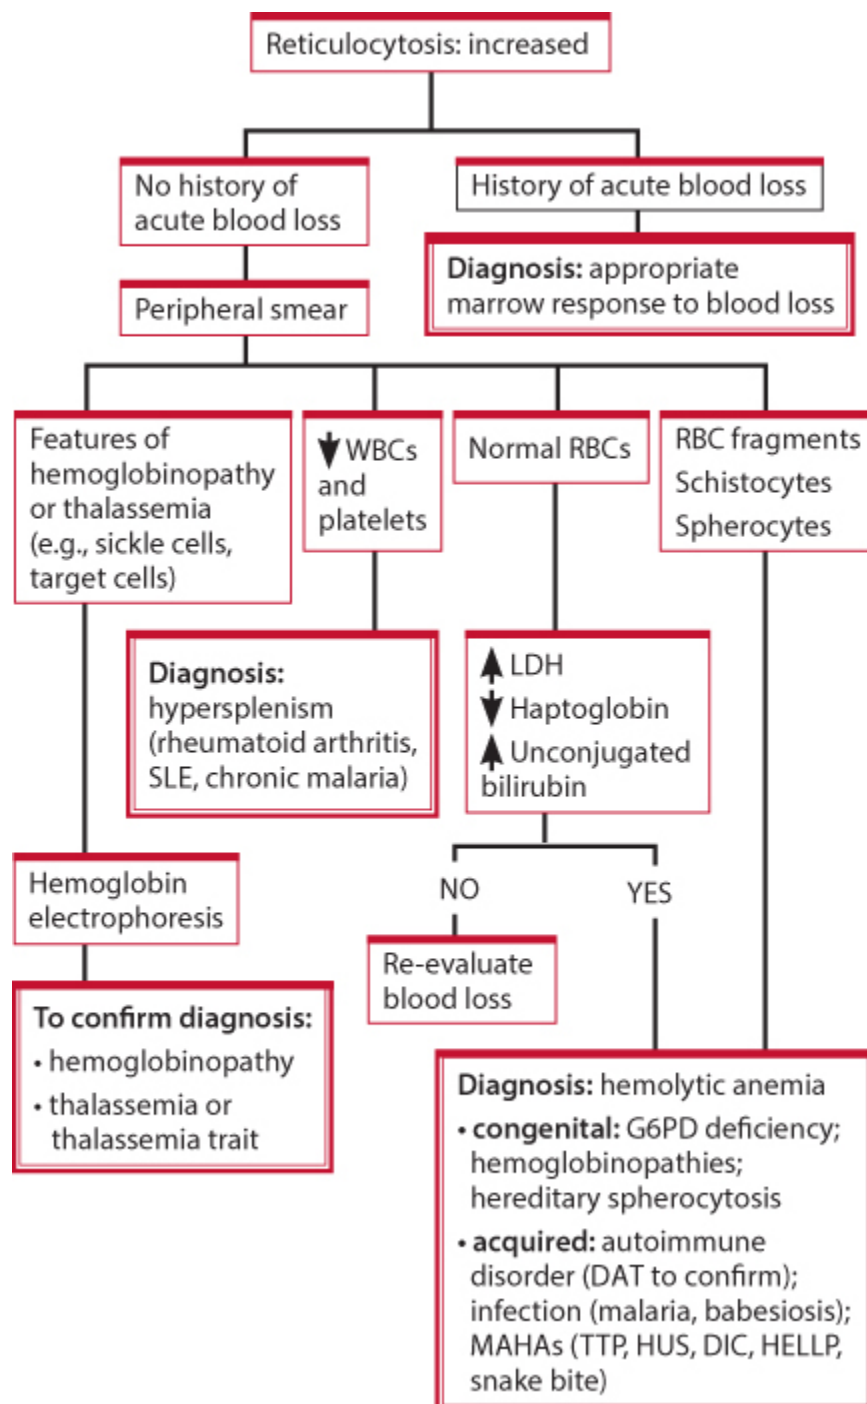 Reticulocytosis: increased
No history of
acute blood loss
History of acute blood loss
Diagnosis: appropriate
marrow response to blood loss
Peripheral smear
Features of
hemoglobinopathy
or thalassemia
(e.g., sickle cells,
target cells)
WBCs
and
platelets
Normal RBCs
RBC fragments
Schistocytes
Spherocytes
Diagnosis:
hypersplenism
(rheumatoid arthritis,
SLE, chronic malaria)
LDH
Haptoglobin
Unconjugated
bilirubin
NO
YES
Hemoglobin
electrophoresis
Re-evaluate
blood loss
To confirm diagnosis:
• hemoglobinopathy
• thalassemia or
thalassemia trait
Diagnosis: hemolytic anemia
• congenital: G6PD deficiency;
hemoglobinopathies;
hereditary spherocytosis
• acquired: autoimmune
disorder (DAT to confirm);
infection (malaria, babesiosis);
MAHAs (TTP, HUS, DIC, HELLP,
snake bite)